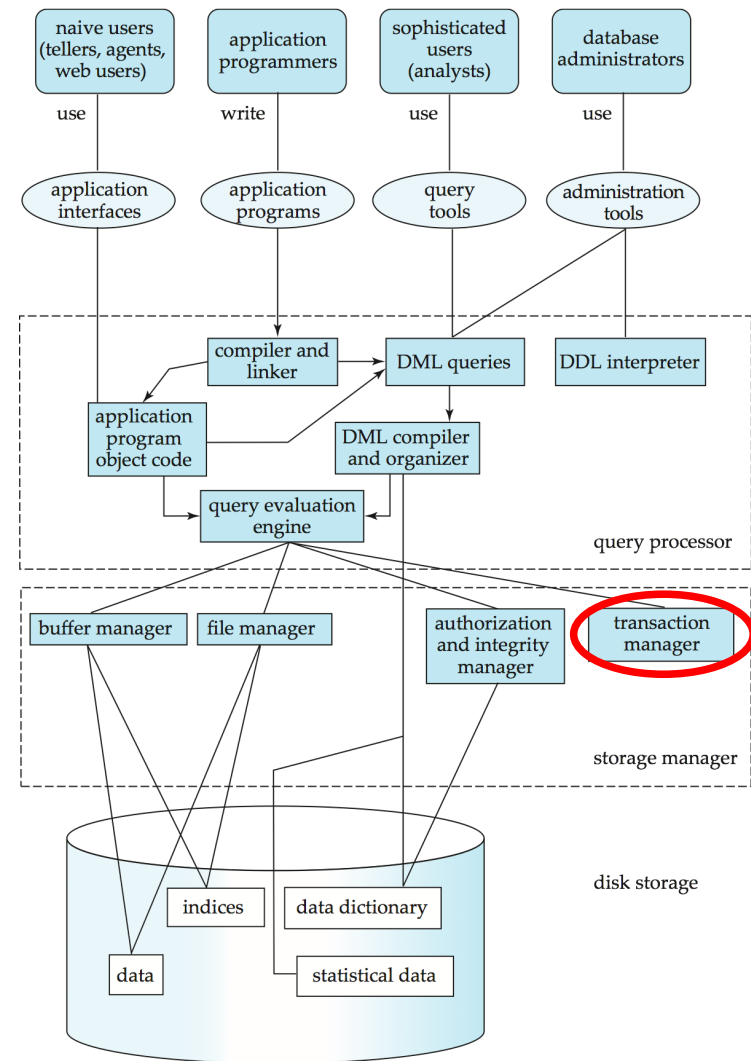 naive users
(tellers, agents,
web users)
application
programmers
sophisticated
users
(analysts)
database
administrators
use
write
use
use
application
interfaces
application
programs
query
tools
administration
tools
compiler and
linker
DML queries
DDL interpreter
application
program
object code
DML compiler
and organizer
query evaluation
engine
query processor
buffer manager
file manager
authorization
and integrity
manager
transaction
manager
storage manager
disk storage
indices
data dictionary
data
statistical data